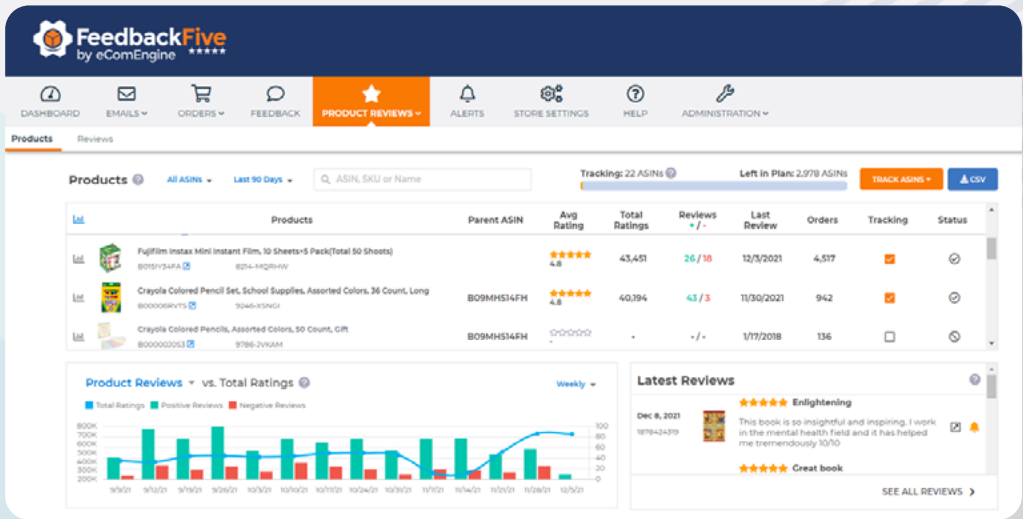 FeedbackFive
by eComEngine
DASHBOARD EMAILS ORDERS FEEDBACK PRODUCT REVIEWS ALERTS STORE SETTINGS HELP ADMINISTRATION
Products Reviews
Products ? All ASINs Last 90 Days ASIN, SKU or Name Tracking: 22 ASINs ? Left in Plan: 2,978 ASINs TRACK ASINS CSV
Products Parent ASIN Avg Rating Total Ratings Reviews + / - Last Review Orders Tracking Status
Fujifilm Instax Mini Instant Film, 10 Sheets×5 Pack(Total 50 Shoots)
4.8 43,451 26 / 18 12/3/2021 4,517
B015IY34FA 8214-MQRHW
Crayola Colored Pencil Set, School Supplies, Assorted Colors, 36 Count, Long
B09MHS14FH 4.8 40,194 43 / 3 11/30/2021 942
B00006RVTS 9246-XSNGI
Crayola Colored Pencils, Assorted Colors, 50 Count, Gift
B09MHS14FH - - - / - 1/17/2018 136
9786-JVKAM
Product Reviews vs. Total Ratings ? Weekly
Total Ratings Positive Reviews Negative Reviews
800K 100
700K 80
600K 60
500K 40
400K 20
300K 0
200K
9/9/21 9/12/21 9/19/21 9/26/21 10/3/21 10/10/21 10/17/21 10/24/21 10/31/21 11/7/21 11/14/21 11/21/21 11/28/21 12/5/21
Latest Reviews ?
Enlightening
Dec 8, 2021
1878424319
This book is so insightful and inspiring. I work
in the mental health field and it has helped
me tremendously 10/10
Great book
SEE ALL REVIEWS